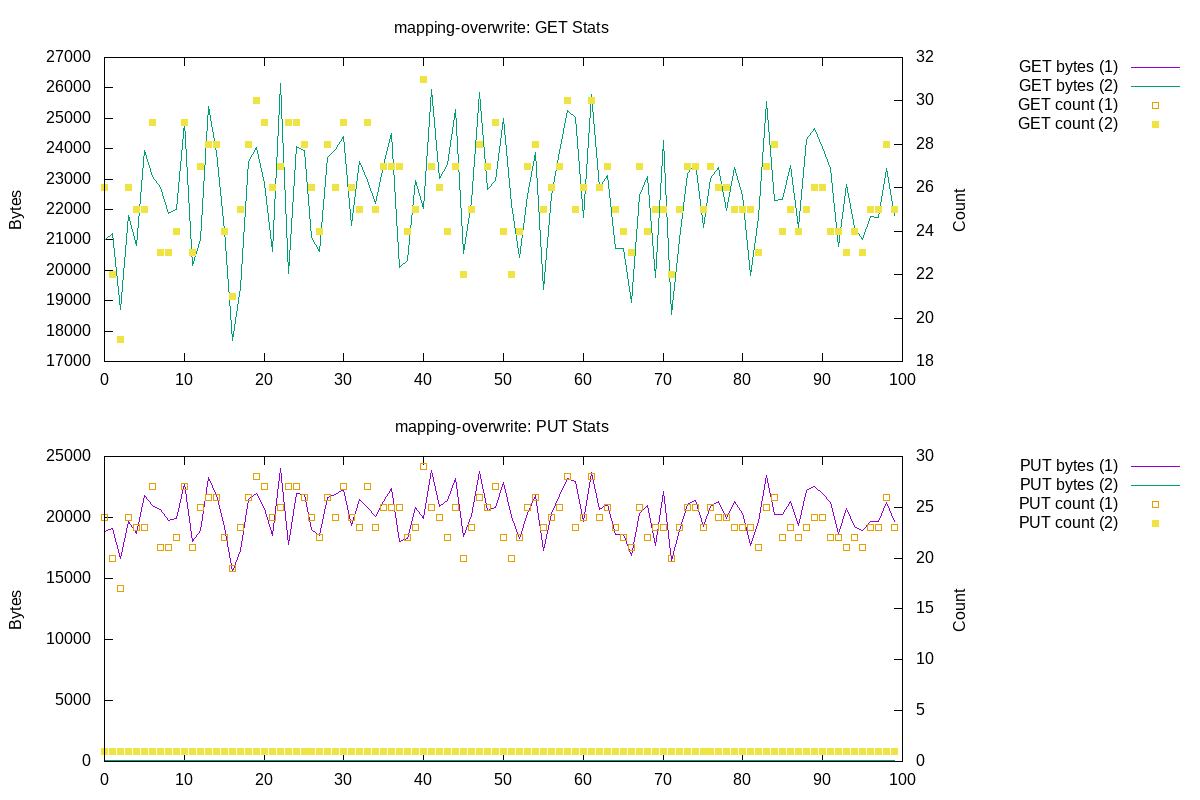 mapping-overwrite: GET Stats
27000
26000
25000
24000
23000
22000
21000
20000
19000
18000
17000
Bytes
32
30
28
26
24
22
20
18
Count
0 10 20 30 40 50 60 70 80 90 100
GET bytes (1)
GET bytes (2)
GET count (1)
GET count (2)
mapping-overwrite: PUT Stats
25000
20000
15000
10000
5000
0
Bytes
30
25
20
15
10
5
0
Count
0 10 20 30 40 50 60 70 80 90 100
PUT bytes (1)
PUT bytes (2)
PUT count (1)
PUT count (2)